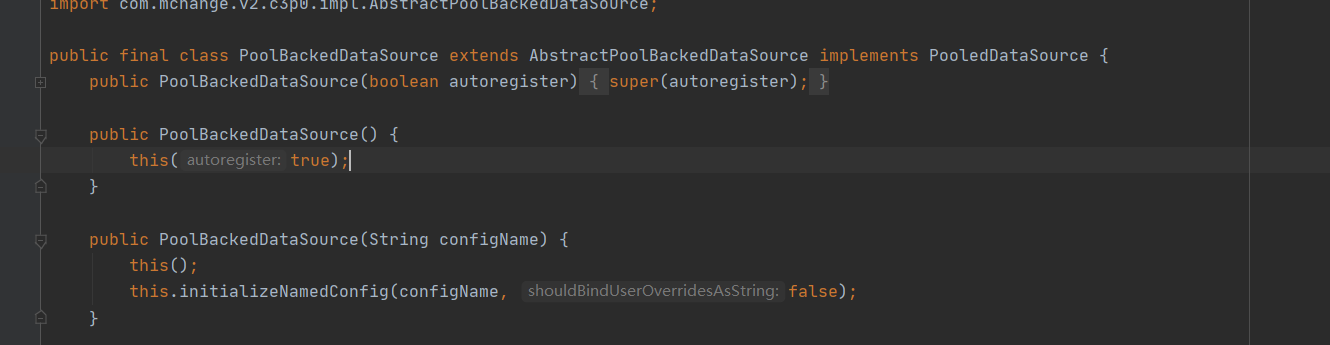 import com.mchange.v2.c3p0.impl.AbstractPoolBackedDataSource;
public final class PoolBackedDataSource extends AbstractPoolBackedDataSource implements PooledDataSource {
public PoolBackedDataSource(boolean autoregister) { super(autoregister); }
public PoolBackedDataSource() {
this( autoregister: true);
}
public PoolBackedDataSource(String configName) {
this();
this.initializeNamedConfig(configName, shouldBindUserOverridesAsString: false);
}